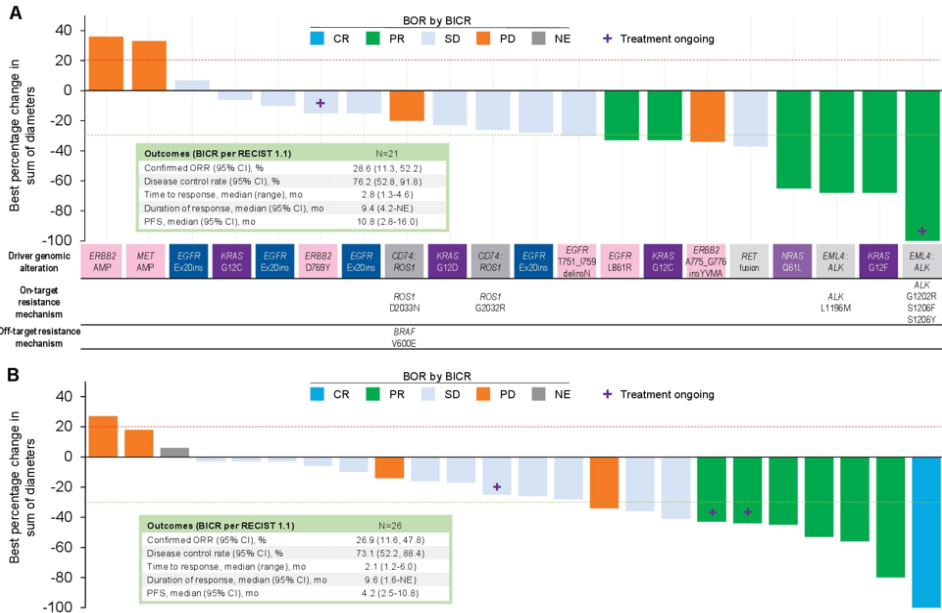 A
BOR by BICR
CR PR SD PD NE + Treatment ongoing
Best percentage change in
sum of diameters
40
20
0
-20
-40
-60
-80
-100
Outcomes (BICR per RECIST 1.1) N=21
Confirmed ORR (95% CI), % 28.6 (11.3, 52.2)
Disease control rate (95% CI), % 76.2 (52.8, 91.8)
Time to response, median (range), mo 2.8 (1.3-4.6)
Duration of response, median (95% CI), mo 9.4 (4.2-NE)
PFS, median (95% CI), mo 10.8 (2.8-16.0)
Driver genomic
alteration
ERBB2 AMP
MET AMP
EGFR Ex20ins
KRAS G12C
EGFR Ex20ins
ERBB2 D769Y
EGFR Ex20ins
CD74:: ROS1
KRAS G12D
CD74:: ROS1
EGFR Ex20ins
EGFR T751_I759 delinsN
EGFR L861R
KRAS G12C
ERBB2 A775_G776 insYVMA
RET fusion
NRAS Q61L
EML4:: ALK
KRAS G12F
EML4:: ALK
On-target
resistance
mechanism
ROS1 D2033N
ROS1 G2032R
ALK L1196M
ALK
G1202R
S1206F
S1206Y
Off-target resistance
mechanism
BRAF V600E
B
BOR by BICR
CR PR SD PD NE + Treatment ongoing
Best percentage change in
sum of diameters
40
20
0
-20
-40
-60
-80
-100
Outcomes (BICR per RECIST 1.1) N=26
Confirmed ORR (95% CI), % 26.9 (11.6, 47.8)
Disease control rate (95% CI), % 73.1 (52.2, 88.4)
Time to response, median (range), mo 2.1 (1.2-6.0)
Duration of response, median (95% CI), mo 9.6 (1.6-NE)
PFS, median (95% CI), mo 4.2 (2.5-10.8)